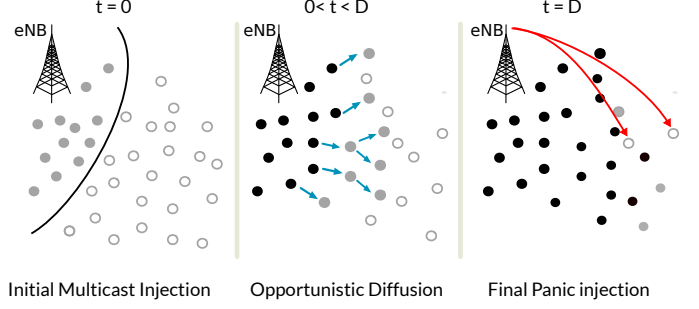 t = 0
0< t < D
t = D
eNB
eNB
eNB
Initial Multicast Injection
Opportunistic Diffusion
Final Panic injection